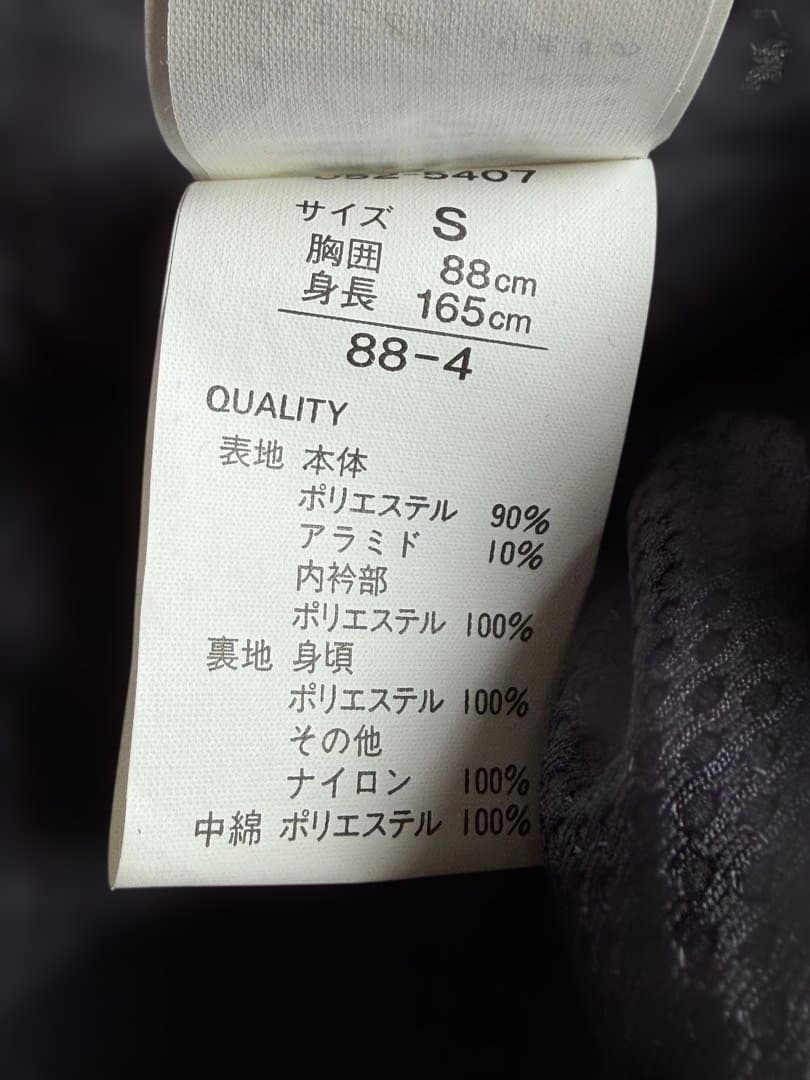 5407
サイズ S
胸囲 88cm
身長 165cm
88-4
QUALITY
表地 本体
ポリエステル 90%
アラミド 10%
内衿部
ポリエステル 100%
裏地 身頃
ポリエステル 100%
その他
ナイロン 100%
中綿 ポリエステル 100%